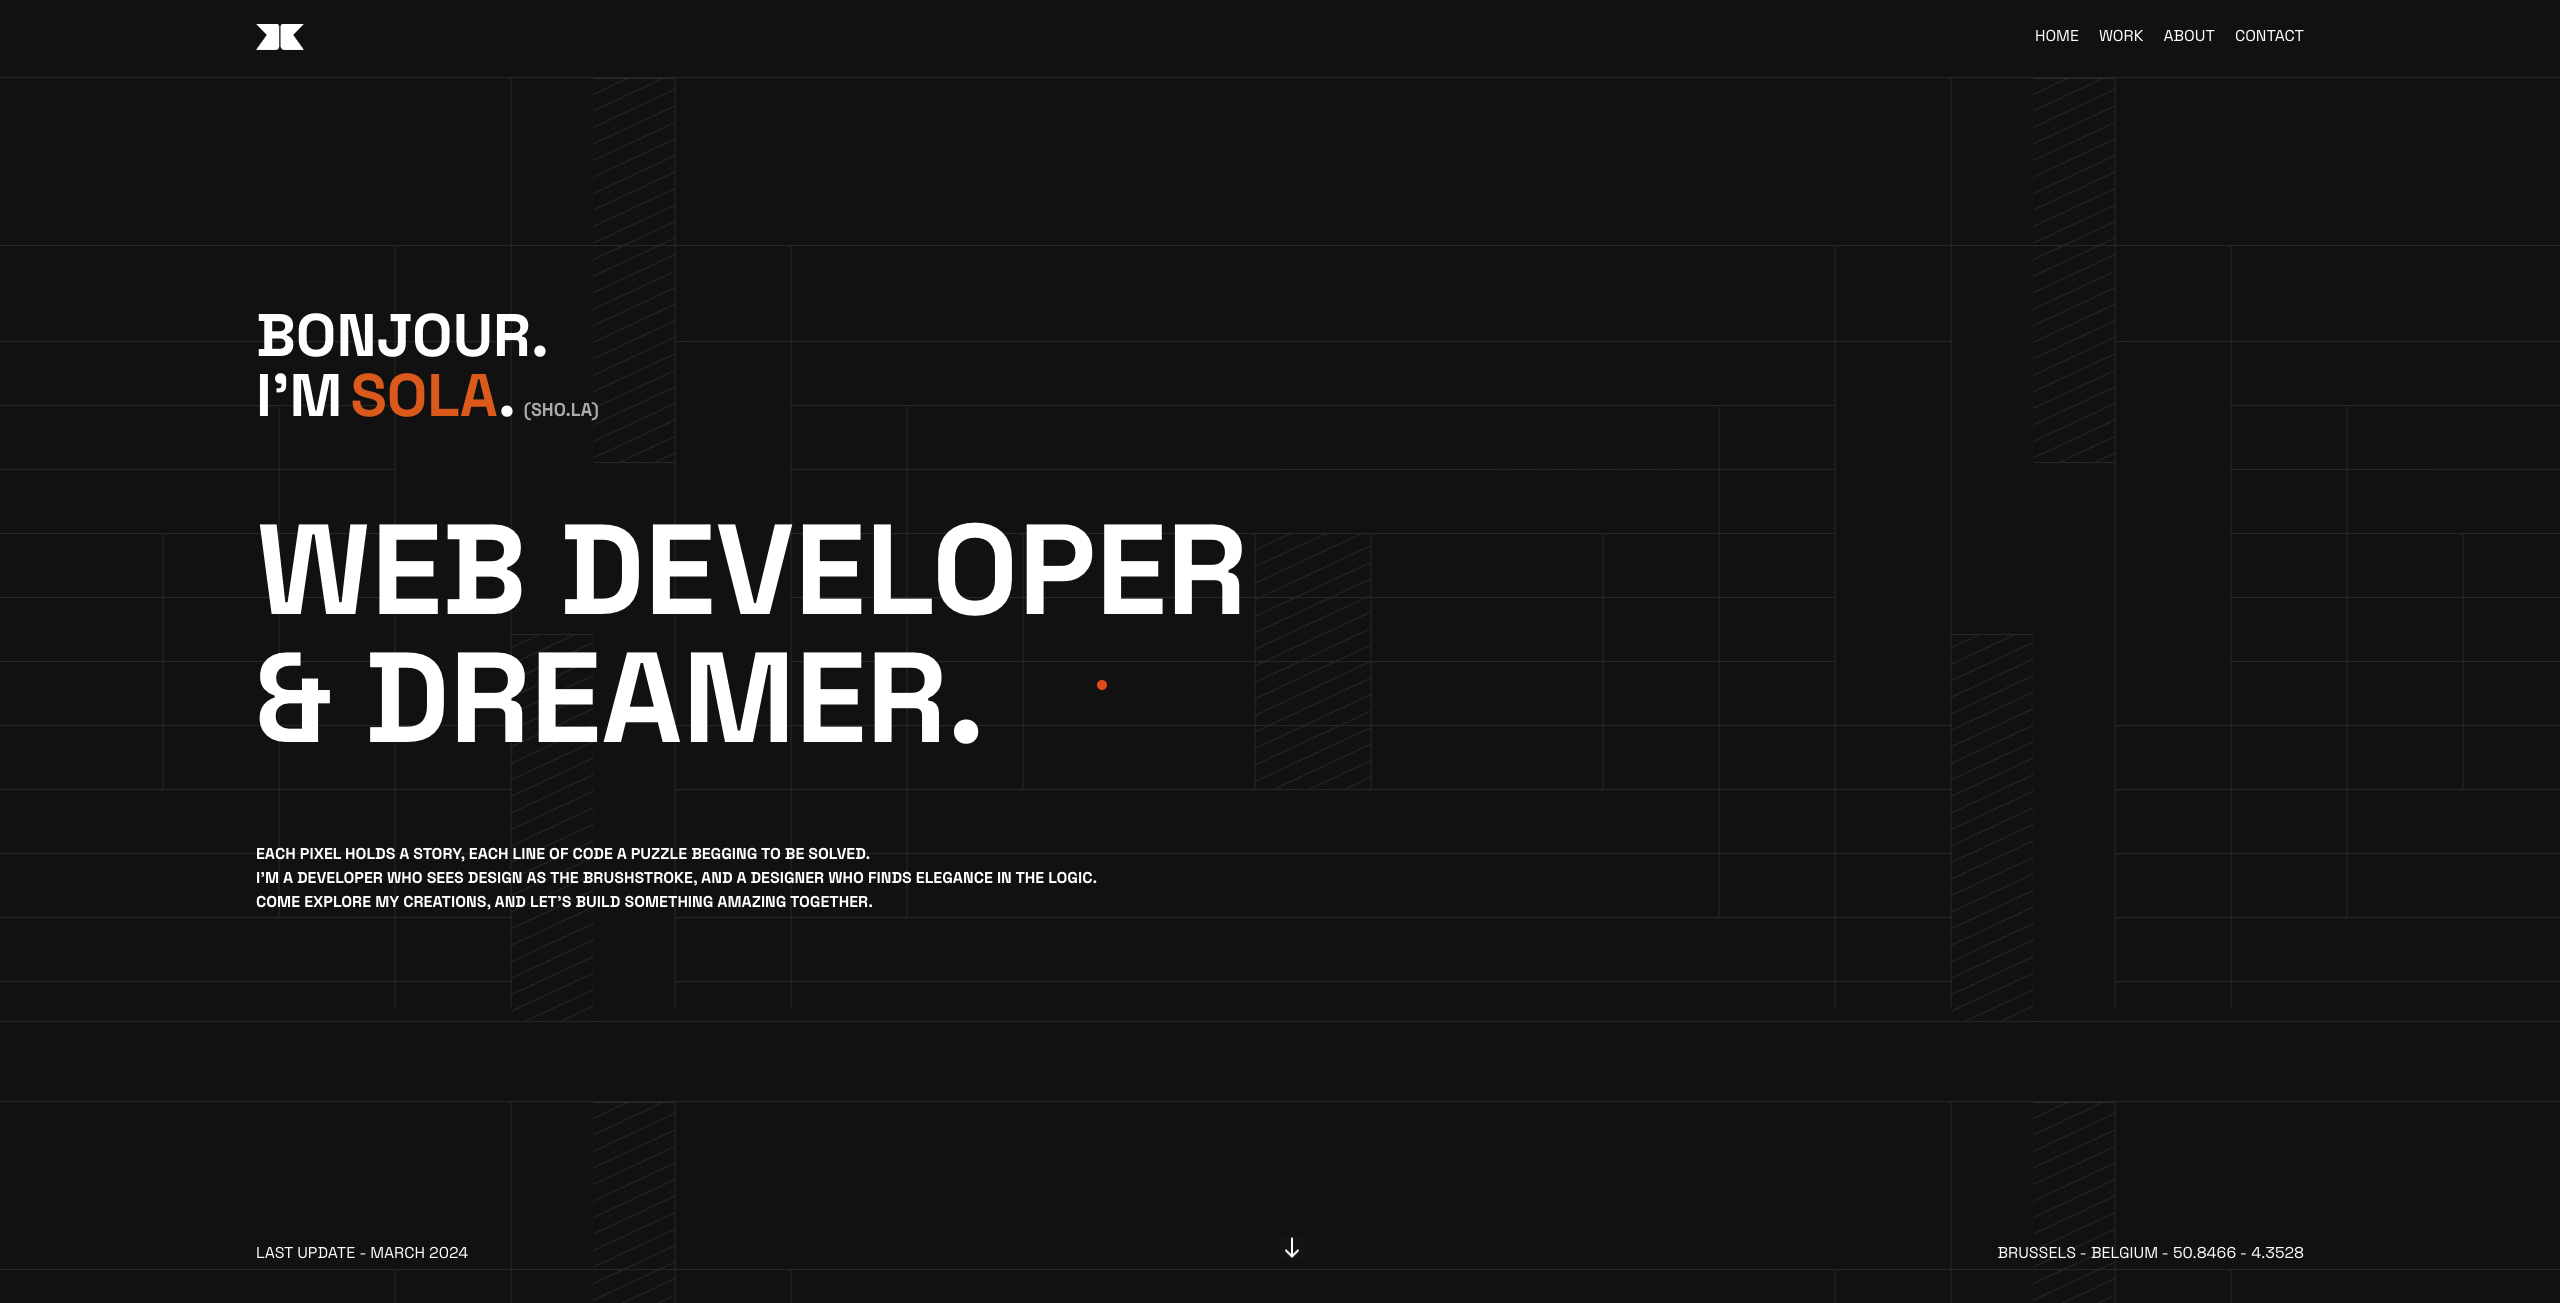 HOME WORK ABOUT CONTACT
BONJOUR.
I’M SOLA. (SHO.LA)
WEB DEVELOPER
& DREAMER.
EACH PIXEL HOLDS A STORY, EACH LINE OF CODE A PUZZLE BEGGING TO BE SOLVED.
I’M A DEVELOPER WHO SEES DESIGN AS THE BRUSHSTROKE, AND A DESIGNER WHO FINDS ELEGANCE IN THE LOGIC.
COME EXPLORE MY CREATIONS, AND LET’S BUILD SOMETHING AMAZING TOGETHER.
LAST UPDATE - MARCH 2024
BRUSSELS - BELGIUM - 50.8466 - 4.3528